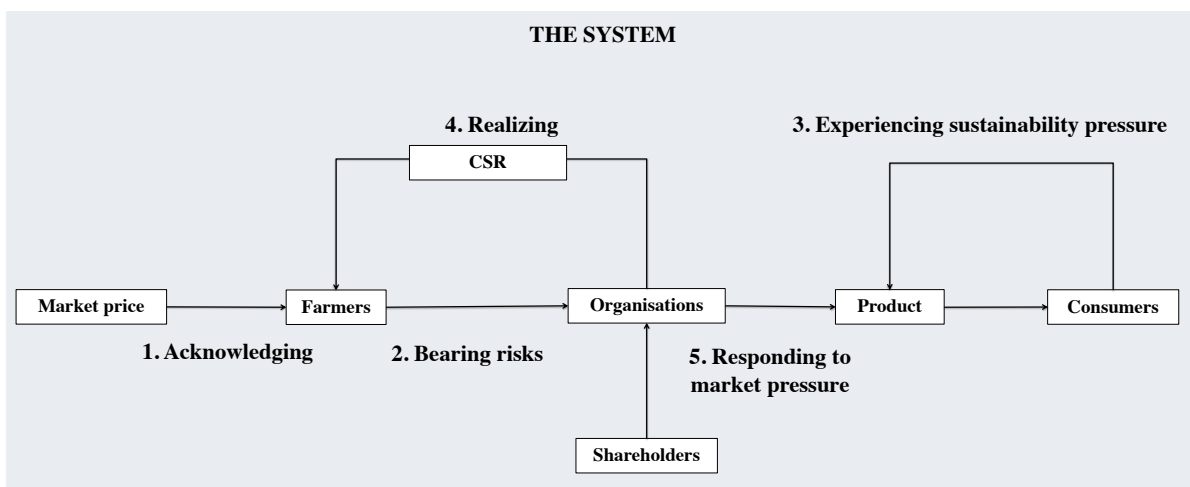 THE SYSTEM
4. Realizing
3. Experiencing sustainability pressure
CSR
Market price
Farmers
Organisations
Product
Consumers
1. Acknowledging
2. Bearing risks
5. Responding to
market pressure
Shareholders